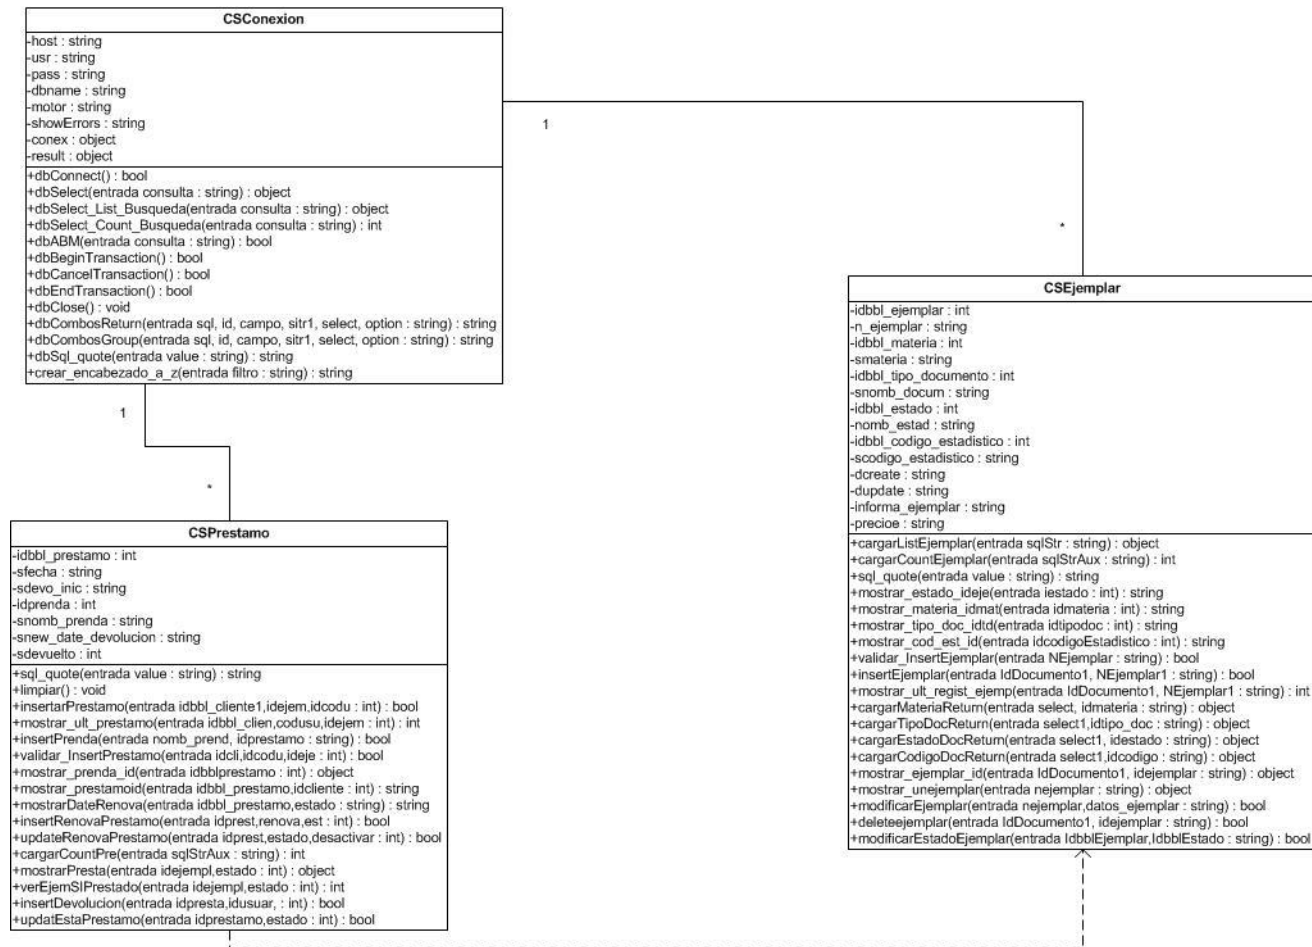 CSConexion
-host : string
-usr : string
-pass : string
-dbname : string
-motor : string
-showErrors : string
-conex : object
-result : object
+dbConnect() : bool
+dbSelect(entrada consulta : string) : object
+dbSelect_List_Busqueda(entrada consulta : string) : object
+dbSelect_Count_Busqueda(entrada consulta : string) : int
+dbABM(entrada consulta : string) : bool
+dbBeginTransaction() : bool
+dbCancelTransaction() : bool
+dbEndTransaction() : bool
+dbClose() : void
+dbCombosReturn(entrada sql, id, campo, sitr1, select, option : string) : string
+dbCombosGroup(entrada sql, id, campo, sitr1, select, option : string) : string
+dbSql_quote(entrada value : string) : string
+crear_encabezado_a_z(entrada filtro : string) : string
1
*
1
*
CSEjemplar
-idbbl_ejemplar : int
-n_ejemplar : string
-idbbl_materia : int
-smateria : string
-idbbl_tipo_documento : int
-snomb_docum : string
-idbbl_estado : int
-nomb_estad : string
-idbbl_codigo_estadistico : int
-scodigo_estadistico : string
-dcreate : string
-dupdate : string
-informa_ejemplar : string
-precioe : string
+cargarListEjemplar(entrada sqlStr : string) : object
+cargarCountEjemplar(entrada sqlStrAux : string) : int
+sql_quote(entrada value : string) : string
+mostrar_estado_ideje(entrada iestado : int) : string
+mostrar_materia_idmat(entrada idmateria : int) : string
+mostrar_tipo_doc_idtd(entrada idtipodoc : int) : string
+mostrar_cod_est_id(entrada idcodigoEstadistico : int) : string
+validar_InsertEjemplar(entrada NEjemplar : string) : bool
+insertEjemplar(entrada IdDocumento1, NEjemplar1 : string) : bool
+mostrar_ult_regist_ejemp(entrada IdDocumento1, NEjemplar1 : string) : int
+cargarMateriaReturn(entrada select, idmateria : string) : object
+cargarTipoDocReturn(entrada select1,idtipo_doc : string) : object
+cargarEstadoDocReturn(entrada select1, idestado : string) : object
+cargarCodigoDocReturn(entrada select1,idcodigo : string) : object
+mostrar_ejemplar_id(entrada IdDocumento1, idejemplar : string) : object
+mostrar_unejemplar(entrada nejemplar : string) : object
+modificarEjemplar(entrada nejemplar,datos_ejemplar : string) : bool
+deleteejemplar(entrada IdDocumento1, idejemplar : string) : bool
+modificarEstadoEjemplar(entrada IdbblEjemplar,IdbblEstado : string) : bool
CSPrestamo
-idbbl_prestamo : int
-sfecha : string
-sdevo_inic : string
-idprenda : int
-snomb_prenda : string
-snew_date_devolucion : string
-sdevuelto : int
+sql_quote(entrada value : string) : string
+limpiar() : void
+insertarPrestamo(entrada idbbl_cliente1,idejem,idcodu : int) : bool
+mostrar_ult_prestamo(entrada idbbl_clien,codusu,idejem : int) : int
+insertPrenda(entrada nomb_prend, idprestamo : string) : bool
+validar_InsertPrestamo(entrada idcli,idcodu,ideje : int) : bool
+mostrar_prenda_id(entrada idbblprestamo : int) : object
+mostrar_prestamoid(entrada idbbl_prestamo,idcliente : int) : string
+mostrarDateRenova(entrada idbbl_prestamo,estado : string) : string
+insertRenovaPrestamo(entrada idprest,renova,est : int) : bool
+updateRenovaPrestamo(entrada idprest,estado,desactivar : int) : bool
+cargarCountPre(entrada sqlStrAux : string) : int
+mostrarPresta(entrada idejempl,estado : int) : object
+verEjemSIPrestado(entrada idejempl,estado : int) : int
+insertDevolucion(entrada idpresta,idusuar, : int) : bool
+updatEstaPrestamo(entrada idprestamo,estado : int) : bool